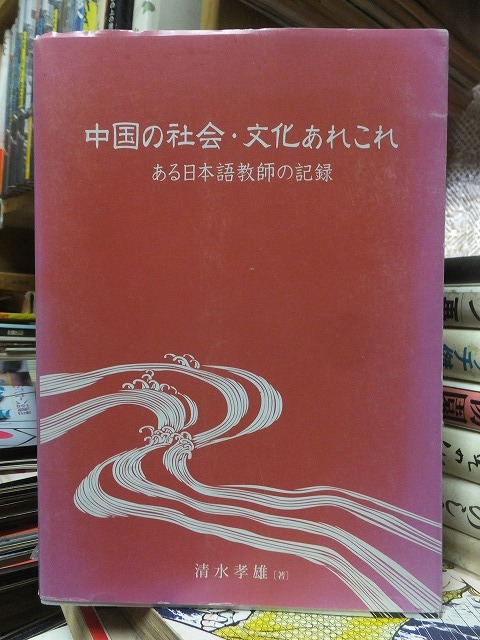 中国の社会・文化あれこれ
ある日本語教師の記録
清水孝雄［著］